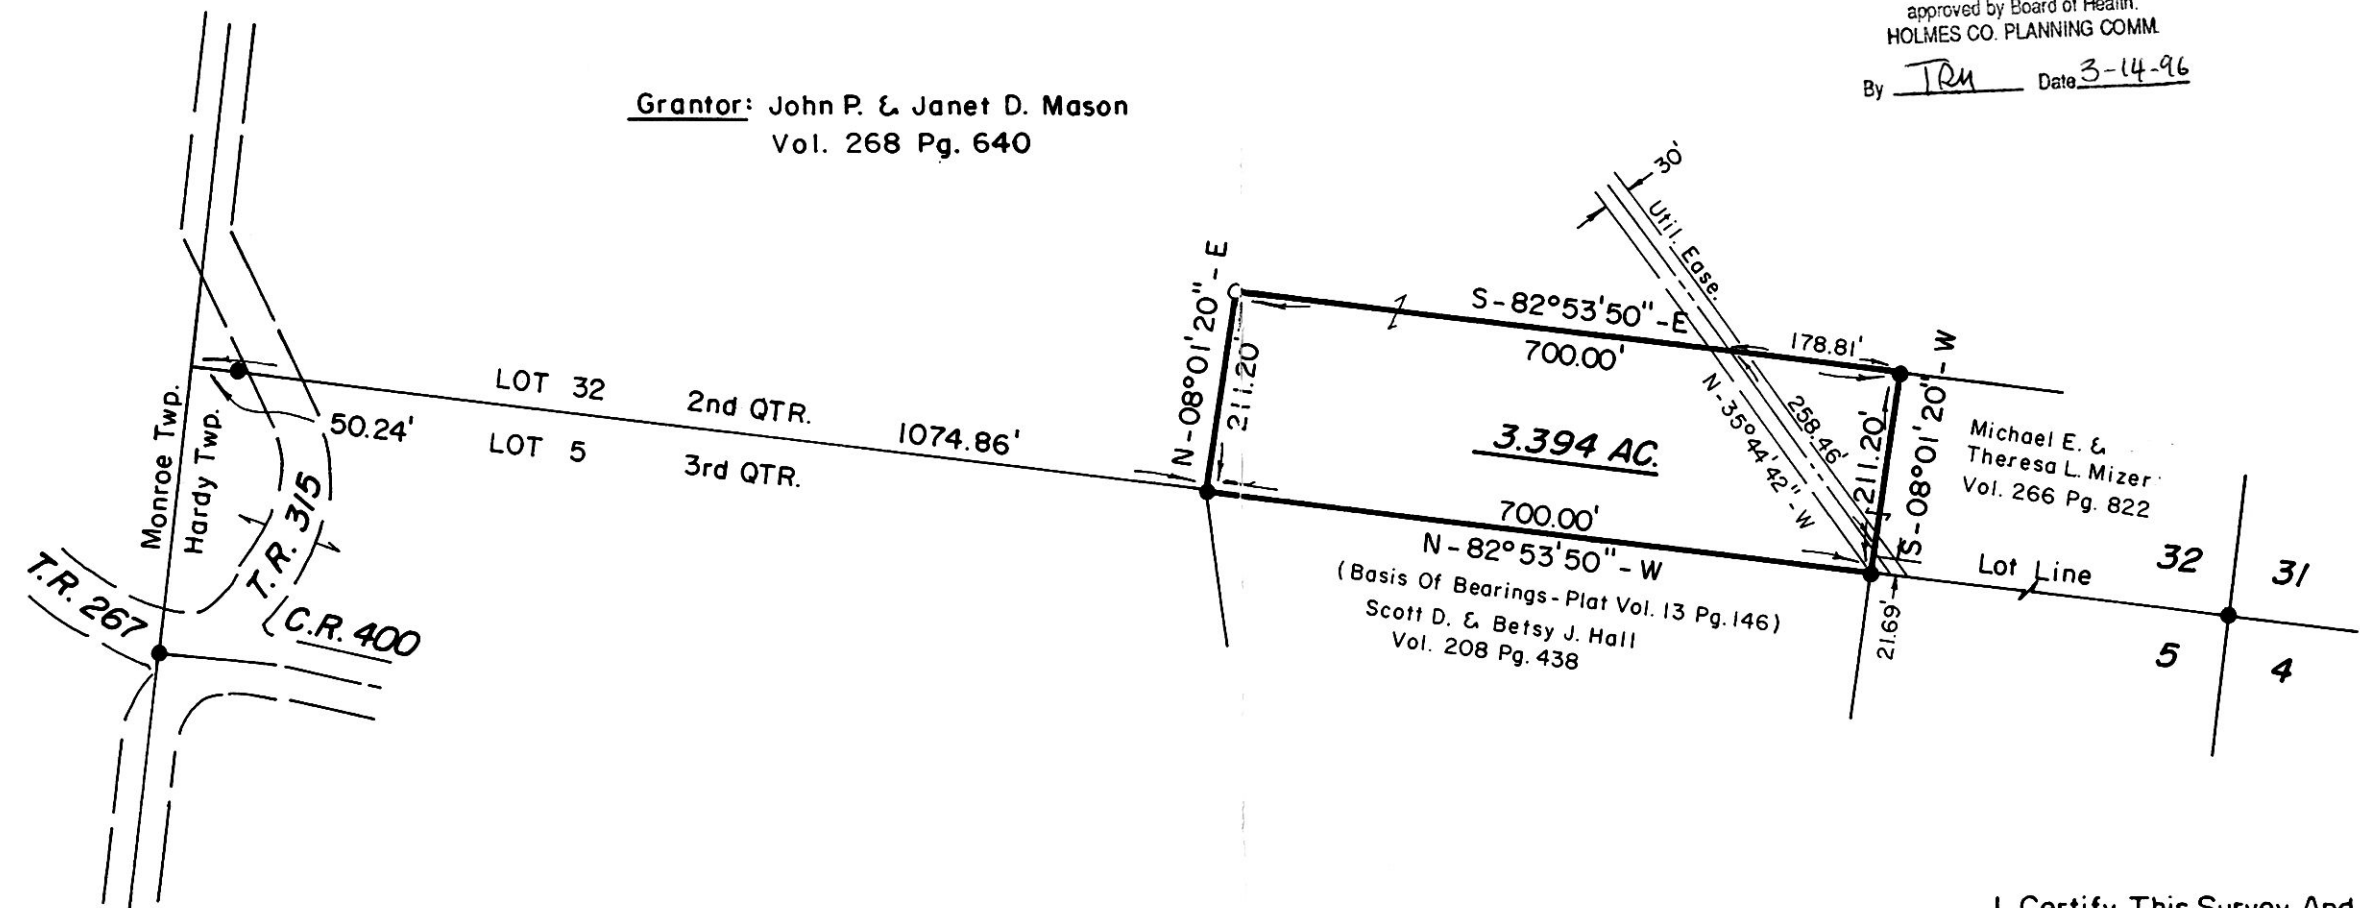 approved by Board of Health.
HOLMES CO. PLANNING COMM.
By TRM Date 3-14-96
Grantor: John P. & Janet D. Mason
Vol. 268 Pg. 640
30'
Util. Ease.
N-08°01'20"-E
211.20'
S-82°53'50"-E
700.00'
178.81'
S-08°01'20"-W
211.20'
258.46'
N-35°44'42"-W
3.394 AC.
LOT 32 2nd QTR.
LOT 5 3rd QTR.
50.24'
1074.86'
Monroe Twp.
Hardy Twp.
T.R. 315
T.R. 267
C.R. 400
Michael E. &
Theresa L. Mizer
Vol. 266 Pg. 822
700.00'
N-82°53'50"-W
(Basis Of Bearings-Plat Vol. 13 Pg. 146)
Scott D. & Betsy J. Hall
Vol. 208 Pg. 438
21.69'
Lot Line
32
31
5
4
I Certify This Survey And